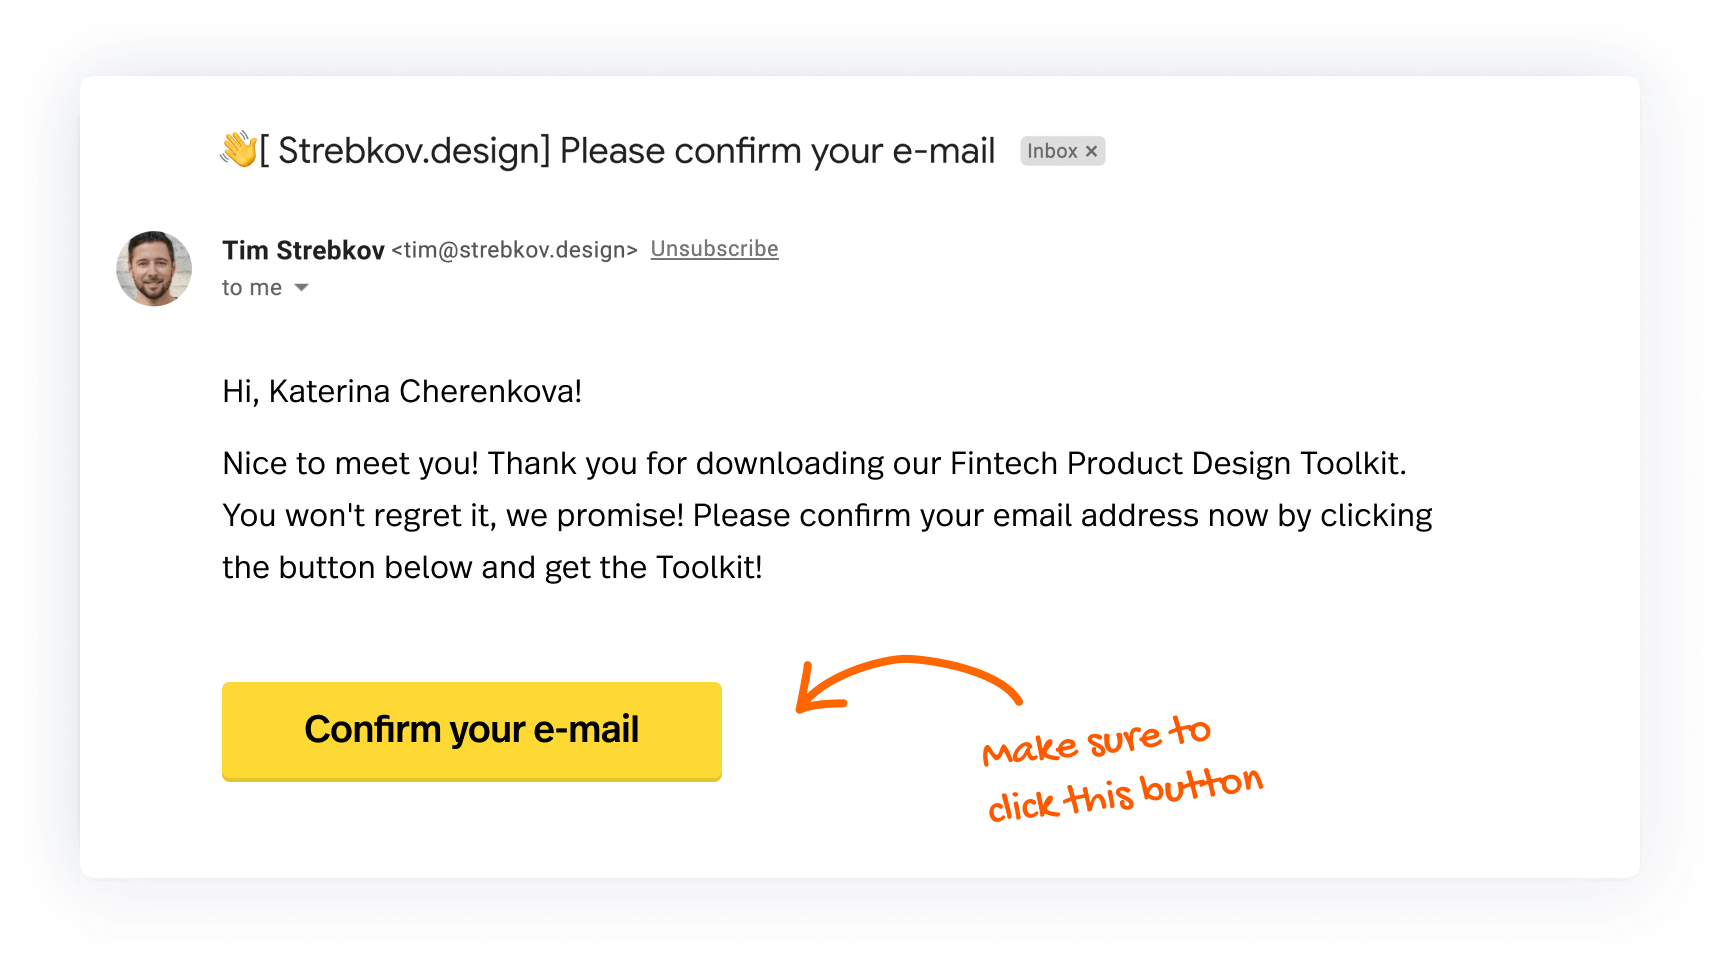 👋[ Strebkov.design] Please confirm your e-mail Inbox ×
Tim Strebkov <tim@strebkov.design> Unsubscribe
to me
Hi, Katerina Cherenkova!
Nice to meet you! Thank you for downloading our Fintech Product Design Toolkit.
You won't regret it, we promise! Please confirm your email address now by clicking
the button below and get the Toolkit!
Confirm your e-mail
make sure to
click this button